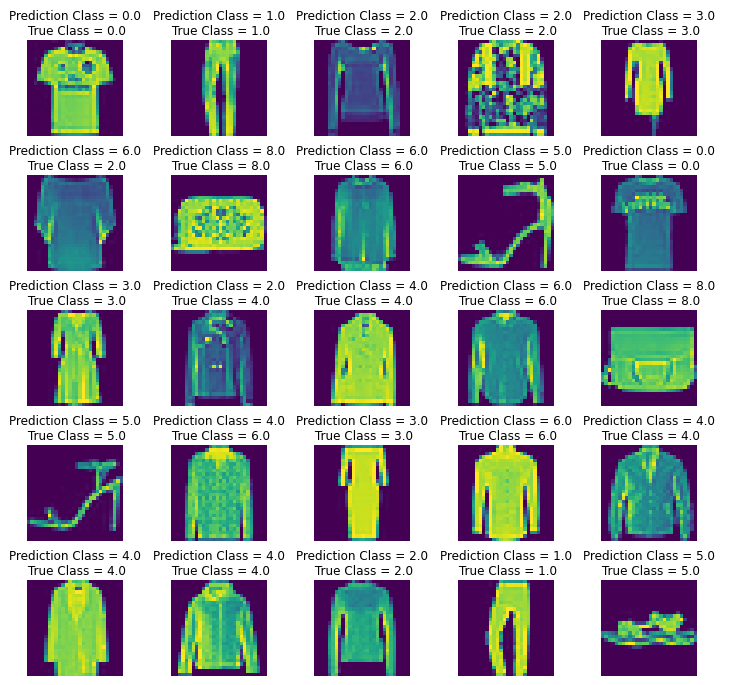 Prediction Class = 0.0
True Class = 0.0
Prediction Class = 1.0
True Class = 1.0
Prediction Class = 2.0
True Class = 2.0
Prediction Class = 2.0
True Class = 2.0
Prediction Class = 3.0
True Class = 3.0
Prediction Class = 6.0
True Class = 2.0
Prediction Class = 8.0
True Class = 8.0
Prediction Class = 6.0
True Class = 6.0
Prediction Class = 5.0
True Class = 5.0
Prediction Class = 0.0
True Class = 0.0
Prediction Class = 3.0
True Class = 3.0
Prediction Class = 2.0
True Class = 4.0
Prediction Class = 4.0
True Class = 4.0
Prediction Class = 6.0
True Class = 6.0
Prediction Class = 8.0
True Class = 8.0
Prediction Class = 5.0
True Class = 5.0
Prediction Class = 4.0
True Class = 6.0
Prediction Class = 3.0
True Class = 3.0
Prediction Class = 6.0
True Class = 6.0
Prediction Class = 4.0
True Class = 4.0
Prediction Class = 4.0
True Class = 4.0
Prediction Class = 4.0
True Class = 4.0
Prediction Class = 2.0
True Class = 2.0
Prediction Class = 1.0
True Class = 1.0
Prediction Class = 5.0
True Class = 5.0